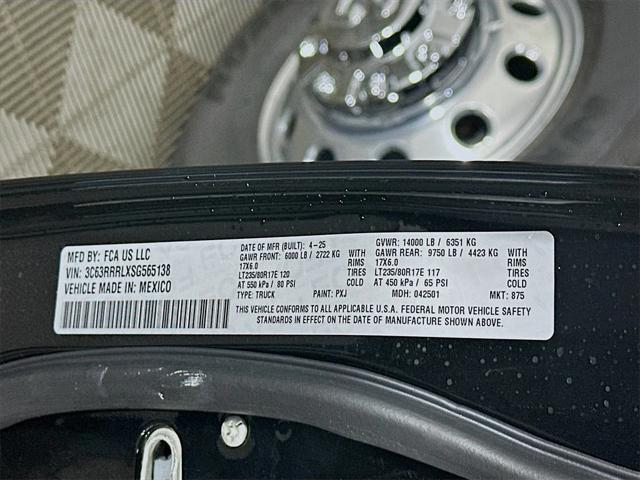 MFD BY: FCA US LLC
VIN: 3C63RRRLXSG565138
VEHICLE MADE IN: MEXICO
DATE OF MFR (BUILT): 4-25
GAWR FRONT: 6000 LB / 2722 KG WITH
17X6.0 RIMS
LT235/80R17E 120 TIRES
AT 550 kPa / 80 PSI
TYPE: TRUCK PAINT: PXJ
GVWR: 14000 LB / 6351 KG
GAWR REAR: 9750 LB / 4423 KG WITH
17X6.0 RIMS
LT235/80R17E 117 TIRES
AT 450 kPa / 65 PSI
MDH: 042501 MKT: 875
THIS VEHICLE CONFORMS TO ALL APPLICABLE U.S.A. FEDERAL MOTOR VEHICLE SAFETY
STANDARDS IN EFFECT ON THE DATE OF MANUFACTURE SHOWN ABOVE.